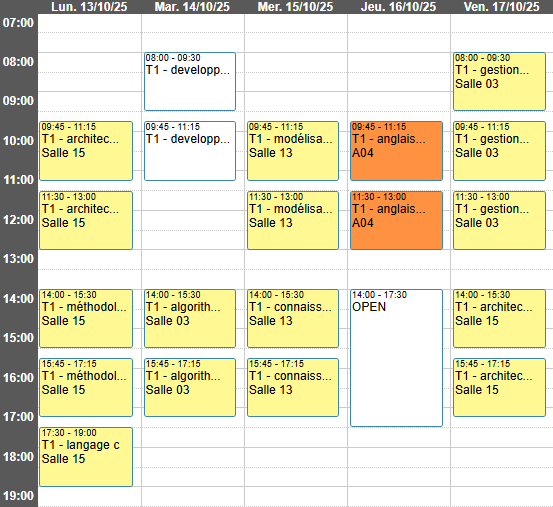 Lun. 13/10/25 Mar. 14/10/25 Mer. 15/10/25 Jeu. 16/10/25 Ven. 17/10/25
07:00
08:00
09:00
10:00
11:00
12:00
13:00
14:00
15:00
16:00
17:00
18:00
19:00
09:45 - 11:15
T1 - architec...
Salle 15
11:30 - 13:00
T1 - architec...
Salle 15
14:00 - 15:30
T1 - méthodol...
Salle 15
15:45 - 17:15
T1 - méthodol...
Salle 15
17:30 - 19:00
T1 - langage c
Salle 15
08:00 - 09:30
T1 - developp...
09:45 - 11:15
T1 - developp...
14:00 - 15:30
T1 - algorith...
Salle 03
15:45 - 17:15
T1 - algorith...
Salle 03
09:45 - 11:15
T1 - modélisa...
Salle 13
11:30 - 13:00
T1 - modélisa...
Salle 13
14:00 - 15:30
T1 - connaiss...
Salle 13
15:45 - 17:15
T1 - connaiss...
Salle 13
09:45 - 11:15
T1 - anglais...
A04
11:30 - 13:00
T1 - anglais...
A04
14:00 - 17:30
OPEN
08:00 - 09:30
T1 - gestion...
Salle 03
09:45 - 11:15
T1 - gestion...
Salle 03
11:30 - 13:00
T1 - gestion...
Salle 03
14:00 - 15:30
T1 - architec...
Salle 15
15:45 - 17:15
T1 - architec...
Salle 15